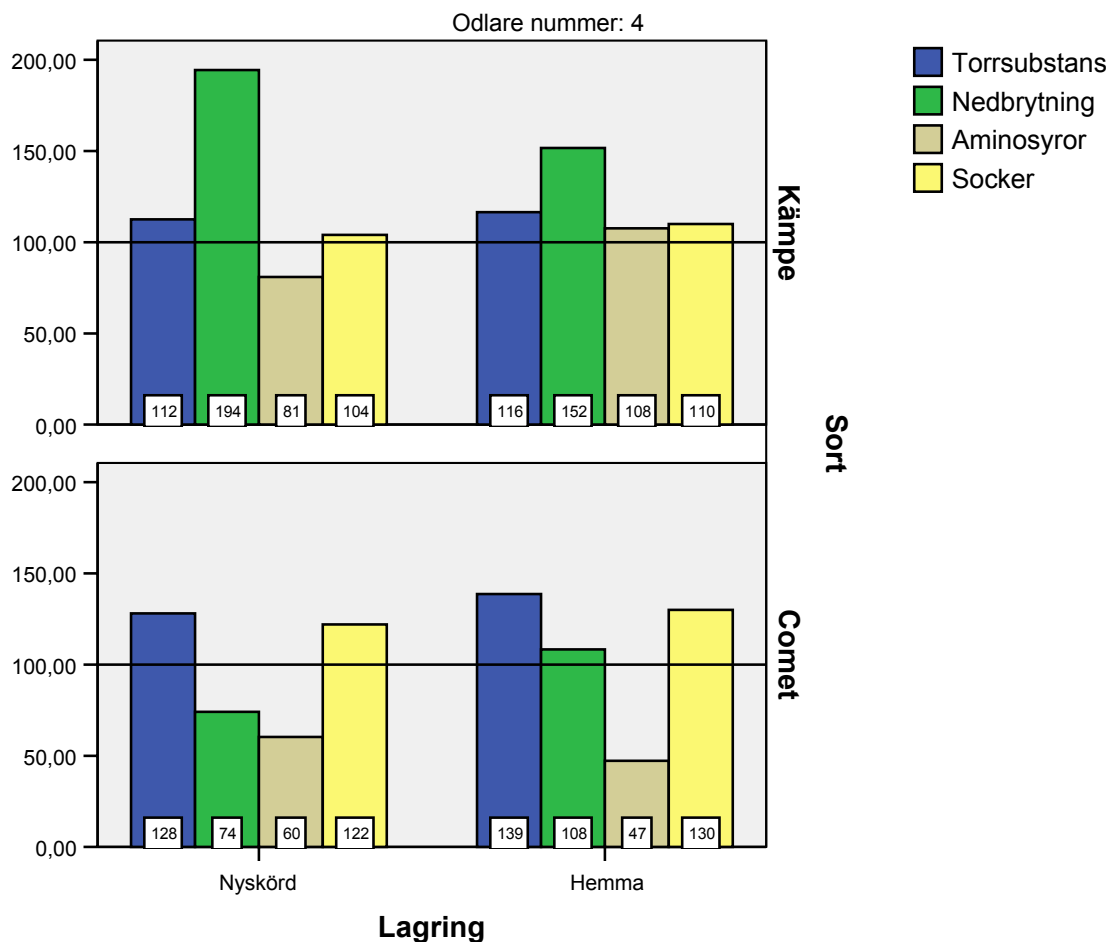 Odlare nummer: 4
Torrsubstans
Nedbrytning
Aminosyror
Socker
200,00
150,00
100,00
50,00
0,00
112 194 81 104 116 152 108 110
Kämpe
Sort
200,00
150,00
100,00
50,00
0,00
128 74 60 122 139 108 47 130
Comet
Nyskörd Hemma
Lagring